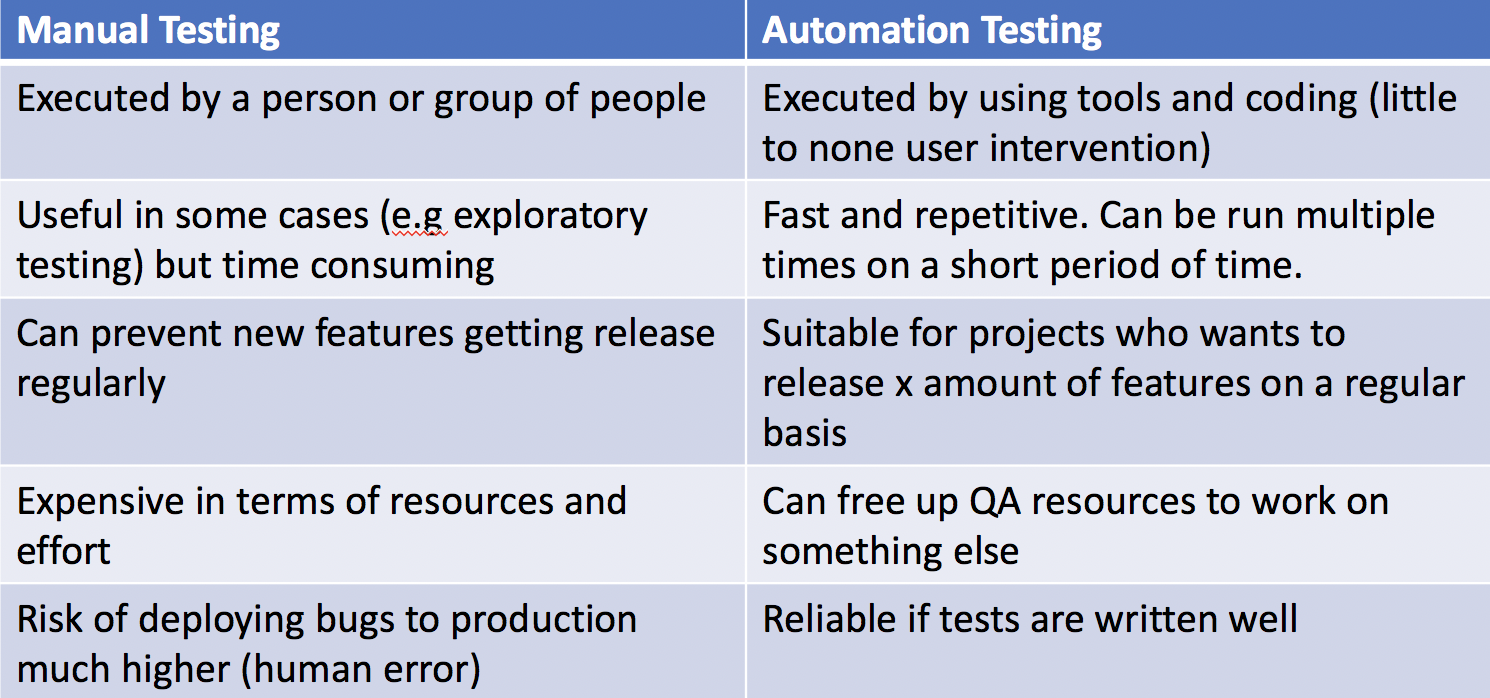 Manual Testing
Automation Testing
Executed by a person or group of people
Executed by using tools and coding (little
to none user intervention)
Useful in some cases (e.g exploratory
testing) but time consuming
Fast and repetitive. Can be run multiple
times on a short period of time.
Can prevent new features getting release
regularly
Suitable for projects who wants to
release x amount of features on a regular
basis
Expensive in terms of resources and
effort
Can free up QA resources to work on
something else
Risk of deploying bugs to production
much higher (human error)
Reliable if tests are written well